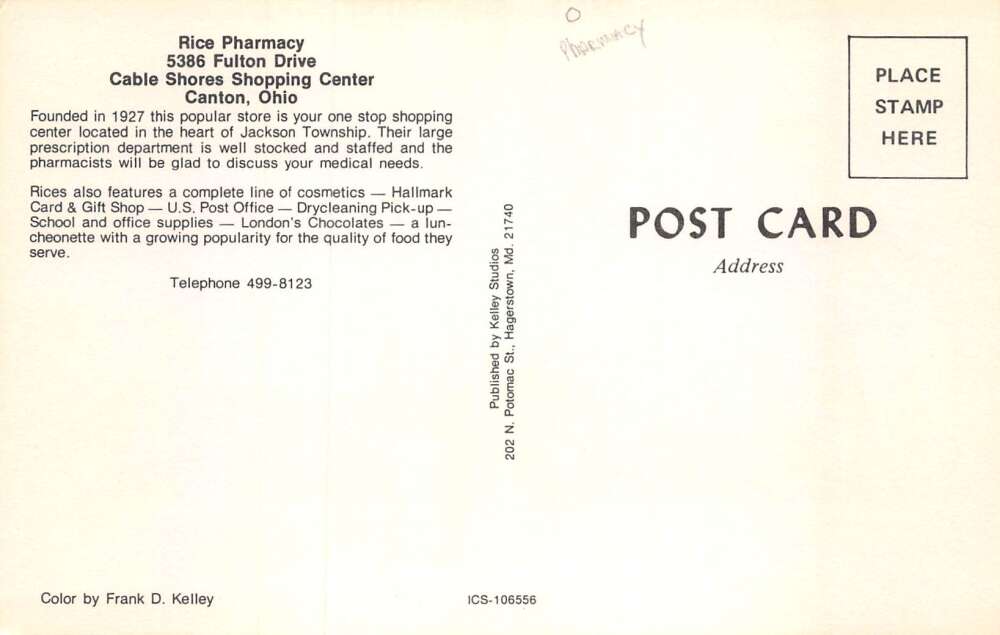 Rice Pharmacy
5386 Fulton Drive
Cable Shores Shopping Center
Canton, Ohio
Founded in 1927 this popular store is your one stop shopping
center located in the heart of Jackson Township. Their large
prescription department is well stocked and staffed and the
pharmacists will be glad to discuss your medical needs.
Rices also features a complete line of cosmetics — Hallmark
Card & Gift Shop — U.S. Post Office — Drycleaning Pick-up —
School and office supplies — London's Chocolates — a lun-
cheonette with a growing popularity for the quality of food they
serve.
Telephone 499-8123
Color by Frank D. Kelley
Published by Kelley Studios
202 N. Potomac St., Hagerstown, Md. 21740
ICS-106556
O
PHARMACY
PLACE
STAMP
HERE
POST CARD
Address